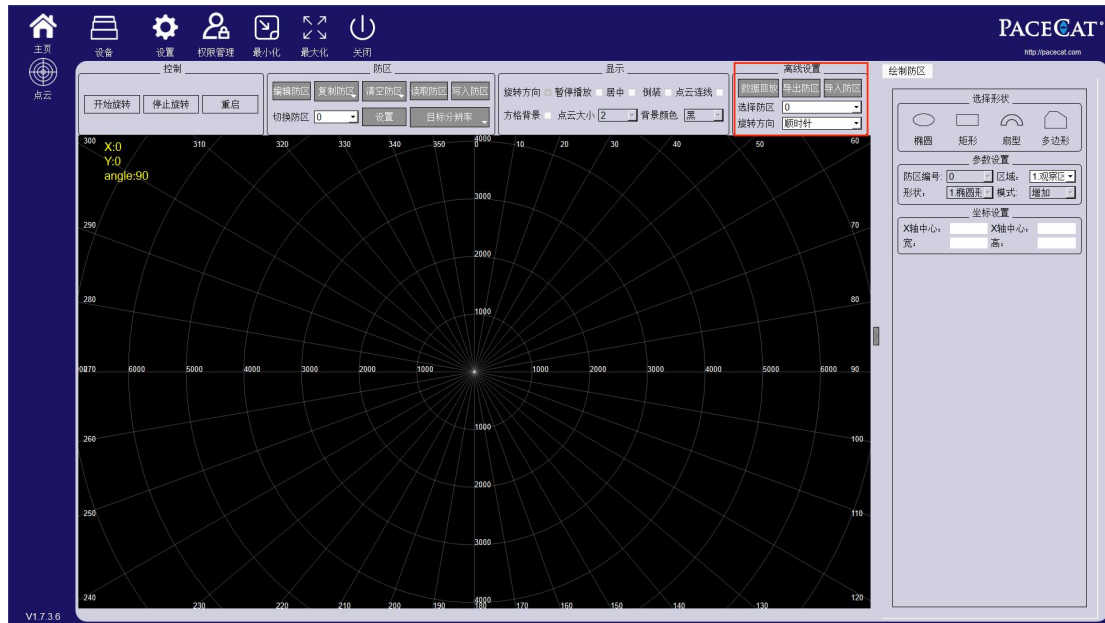 主页
设备
设置
权限管理
最小化
最大化
关闭
PACECAT
http://pacecat.com
点云
控制
开始旋转 停止旋转 重启
防区
编辑防区 复制防区 清空防区 读取防区 写入防区
切换防区 0 设置 目标分辨率
显示
旋转方向 暂停播放 居中 倒装 点云连线
方格背景 点云大小 2 背景颜色 黑
离线设置
数据回放 导出防区 导入防区
选择防区 0
旋转方向 顺时针
绘制防区
选择形状
椭圆 矩形 扇型 多边形
参数设置
防区编号: 0 区域: 1.观察区
形状: 1.椭圆形 模式: 增加
坐标设置
X轴中心: X轴中心:
宽: 高:
X:0
Y:0
angle:90
300 310 320 330 340 350 0 10 20 30 40 50 60
4000
3000
290 70
2000
280 80
1000
270 6000 5000 4000 3000 2000 1000 1000 2000 3000 4000 5000 6000 90
1000
260 100
2000
250 110
3000
240 4000 120
230 220 210 200 190 180 170 160 150 140 130
V1.7.3.6